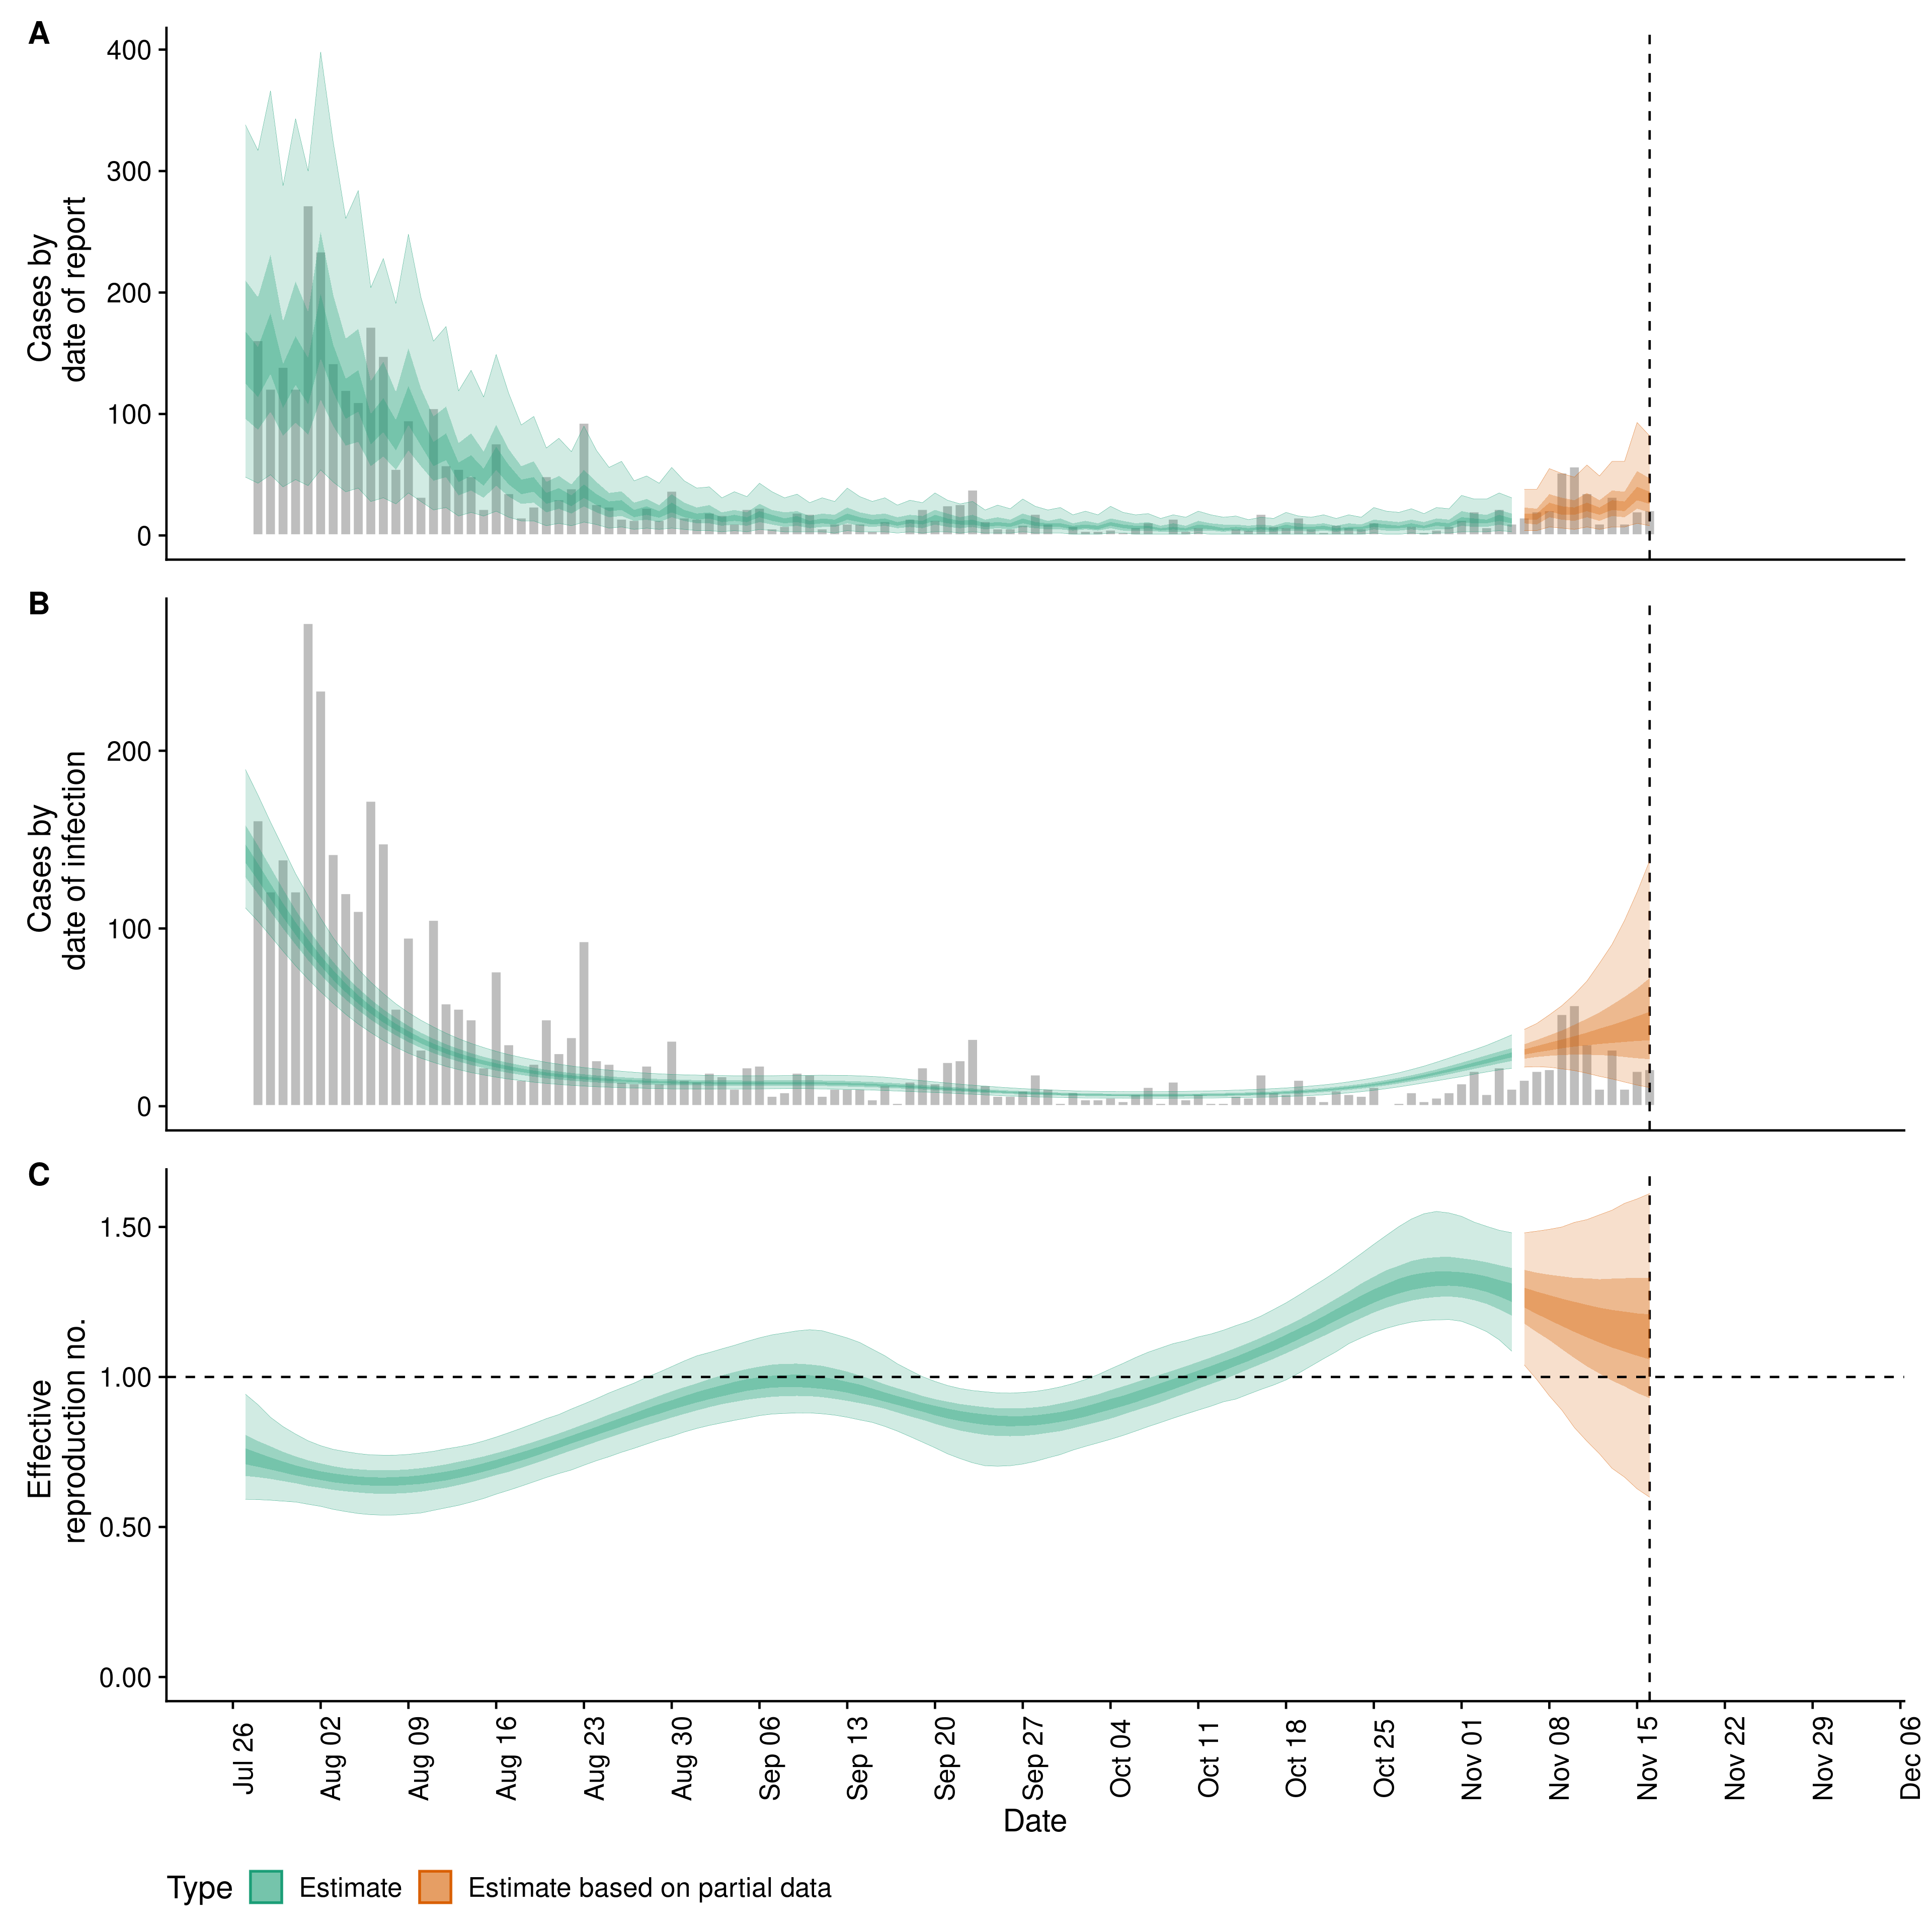 A
400
300
200
100
0
Cases by
date of report
B
200
100
0
Cases by
date of infection
C
1.50
1.00
0.50
0.00
Effective
reproduction no.
Jul 26
Aug 02
Aug 09
Aug 16
Aug 23
Aug 30
Sep 06
Sep 13
Sep 20
Sep 27
Oct 04
Oct 11
Oct 18
Oct 25
Nov 01
Nov 08
Nov 15
Nov 22
Nov 29
Dec 06
Date
Type Estimate Estimate based on partial data